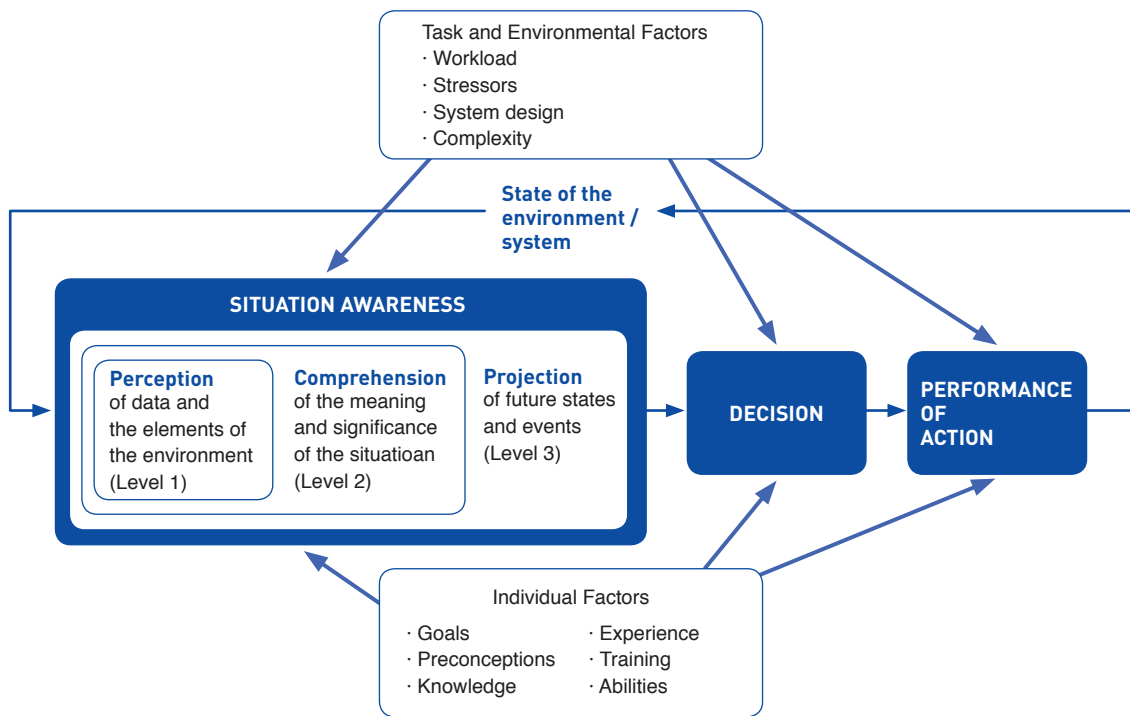 Task and Environmental Factors
· Workload
· Stressors
· System design
· Complexity
State of the
environment /
system
SITUATION AWARENESS
Perception
of data and
the elements of
the environment
(Level 1)
Comprehension
of the meaning
and significance
of the situatioan
(Level 2)
Projection
of future states
and events
(Level 3)
DECISION
PERFORMANCE
OF
ACTION
Individual Factors
· Goals
· Preconceptions
· Knowledge
· Experience
· Training
· Abilities